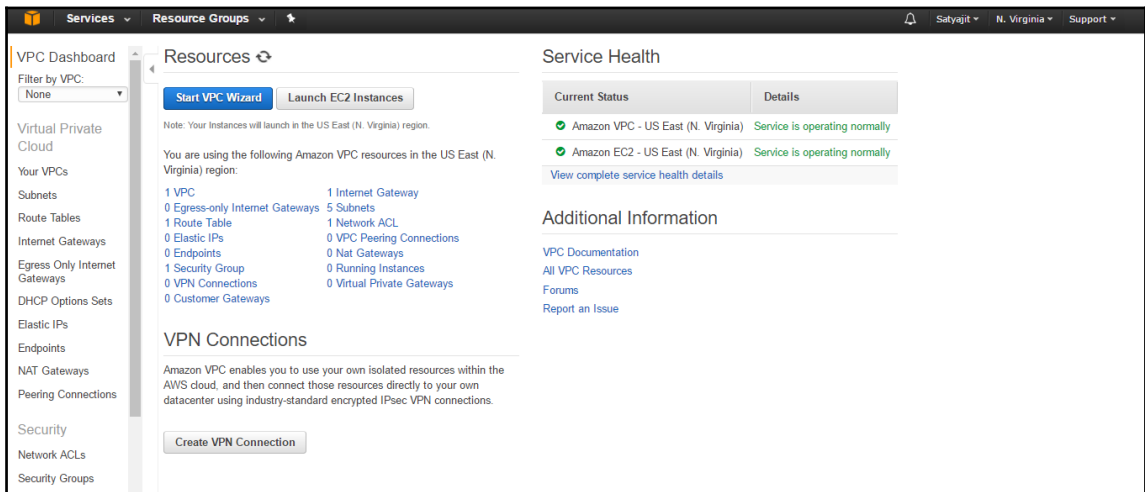 Services Resource Groups Satyajit N. Virginia Support
VPC Dashboard
Filter by VPC:
None
Virtual Private
Cloud
Your VPCs
Subnets
Route Tables
Internet Gateways
Egress Only Internet
Gateways
DHCP Options Sets
Elastic IPs
Endpoints
NAT Gateways
Peering Connections
Security
Network ACLs
Security Groups
Resources
Start VPC Wizard Launch EC2 Instances
Note: Your Instances will launch in the US East (N. Virginia) region.
You are using the following Amazon VPC resources in the US East (N.
Virginia) region:
1 VPC 1 Internet Gateway
0 Egress-only Internet Gateways 5 Subnets
1 Route Table 1 Network ACL
0 Elastic IPs 0 VPC Peering Connections
0 Endpoints 0 Nat Gateways
1 Security Group 0 Running Instances
0 VPN Connections 0 Virtual Private Gateways
0 Customer Gateways
VPN Connections
Amazon VPC enables you to use your own isolated resources within the
AWS cloud, and then connect those resources directly to your own
datacenter using industry-standard encrypted IPsec VPN connections.
Create VPN Connection
Service Health
Current Status Details
Amazon VPC - US East (N. Virginia) Service is operating normally
Amazon EC2 - US East (N. Virginia) Service is operating normally
View complete service health details
Additional Information
VPC Documentation
All VPC Resources
Forums
Report an Issue